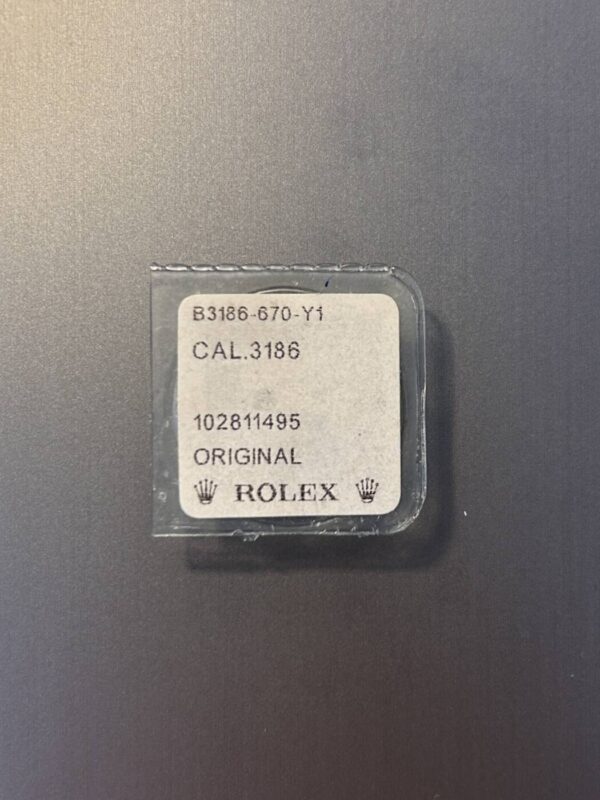 B3186-670-Y1
CAL.3186
102811495
ORIGINAL
ROLEX